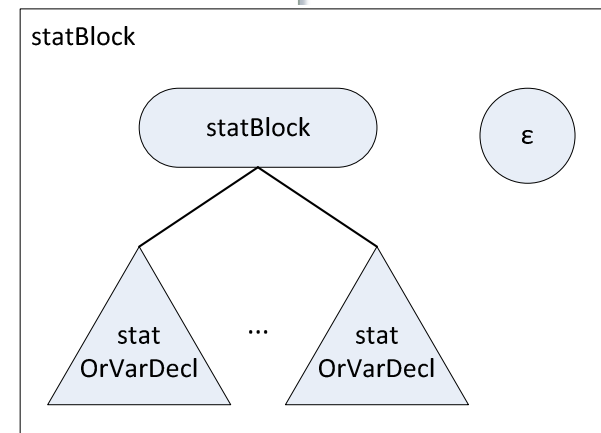 statBlock
statBlock
ε
stat
OrVarDecl
...
stat
OrVarDecl